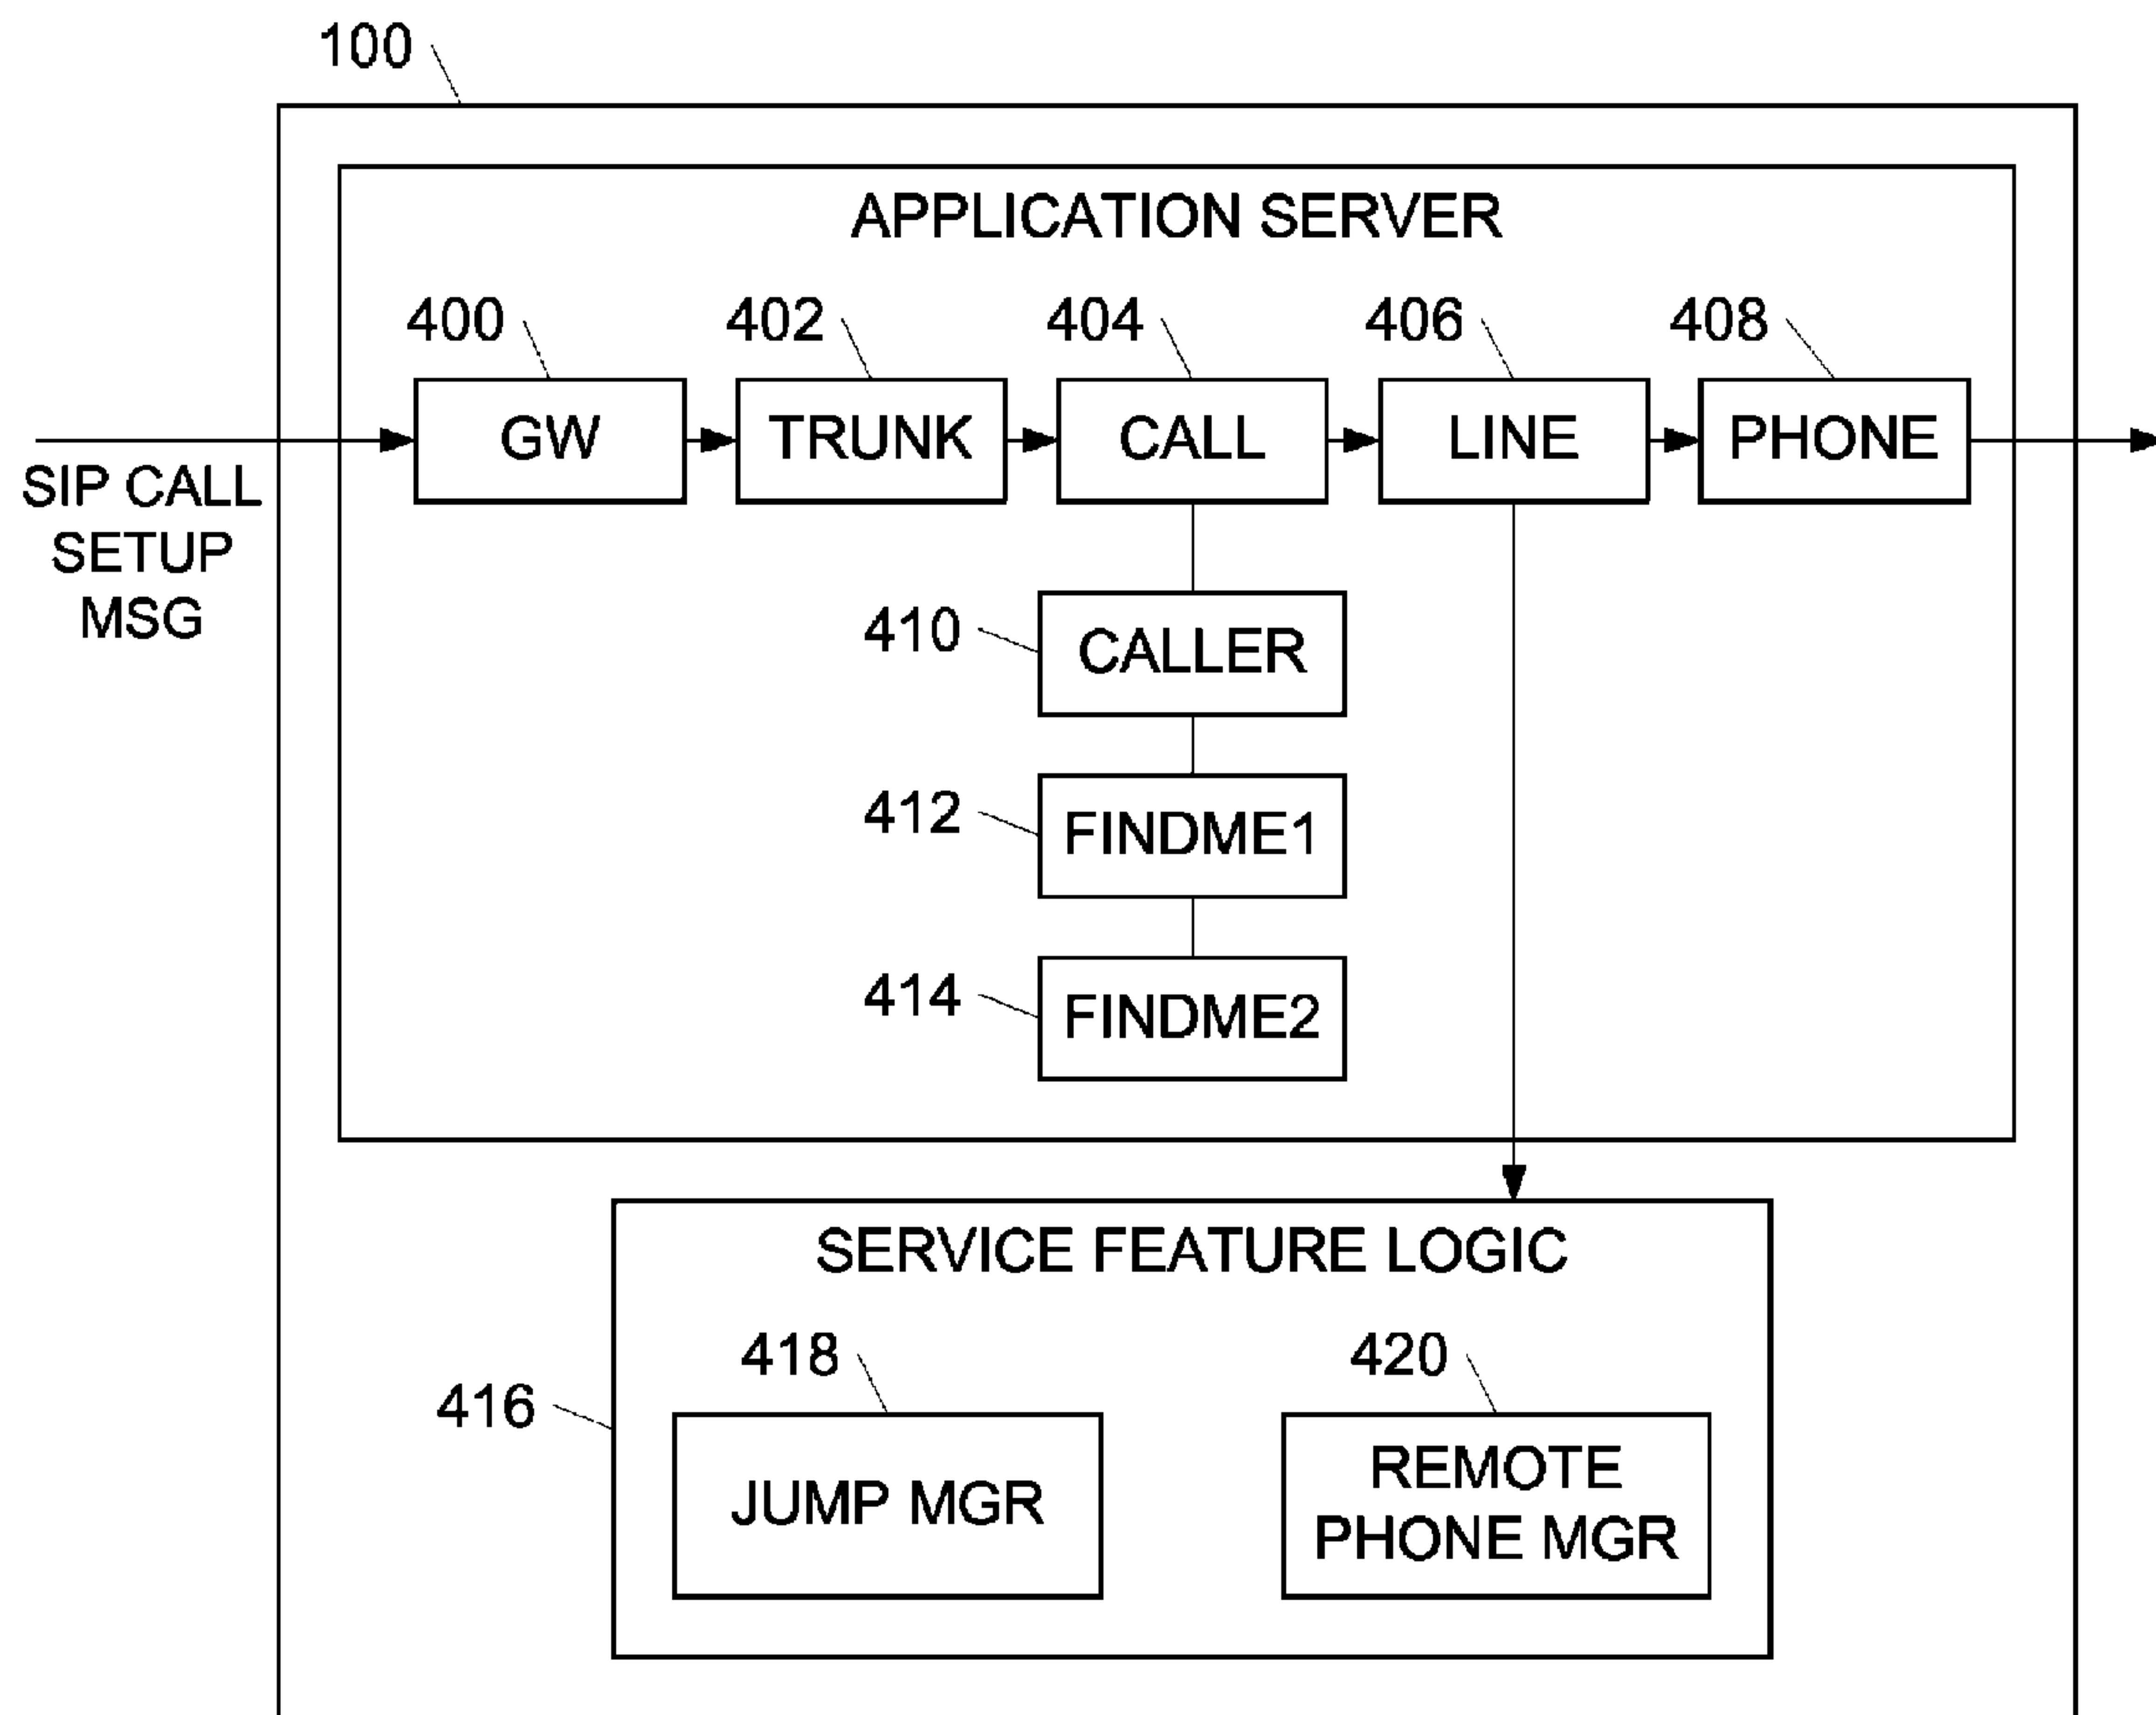 100
APPLICATION SERVER
400
402
404
406
408
GW
TRUNK
CALL
LINE
PHONE
SIP CALL
SETUP
MSG
410
CALLER
412
FINDME1
414
FINDME2
SERVICE FEATURE LOGIC
418
420
416
JUMP MGR
REMOTE
PHONE MGR